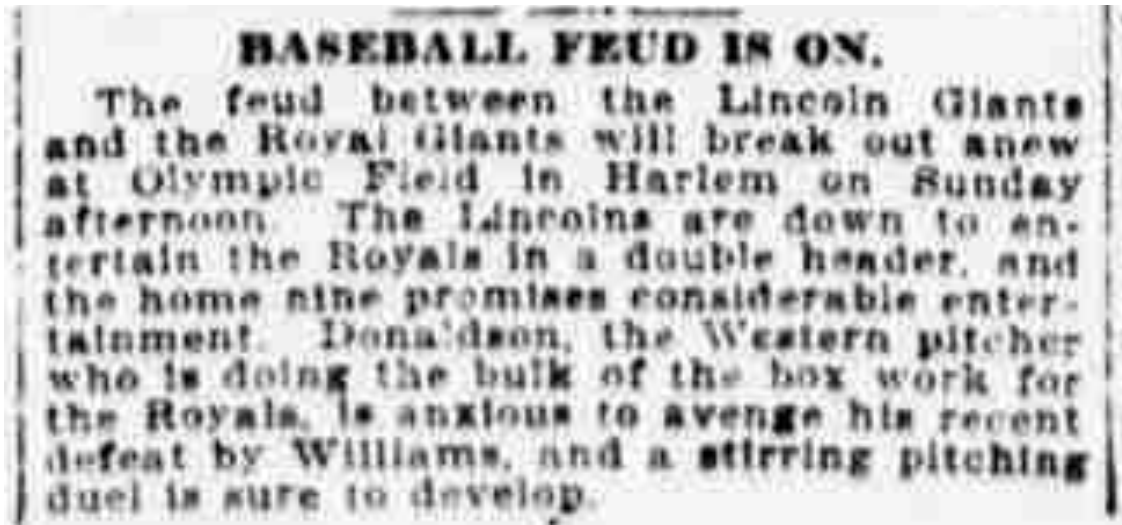 BASEBALL FEUD IS ON.
The feud between the Lincoln Giants
and the Royal Giants will break out anew
at Olympic Field in Harlem on Sunday
afternoon. The Lincolns are down to en-
tertain the Royals in a double header, and
the home nine promises considerable enter-
tainment. Donaldson, the Western pitcher
who is doing the bulk of the box work for
the Royals, is anxious to avenge his recent
defeat by Williams, and a stirring pitching
duel is sure to develop.